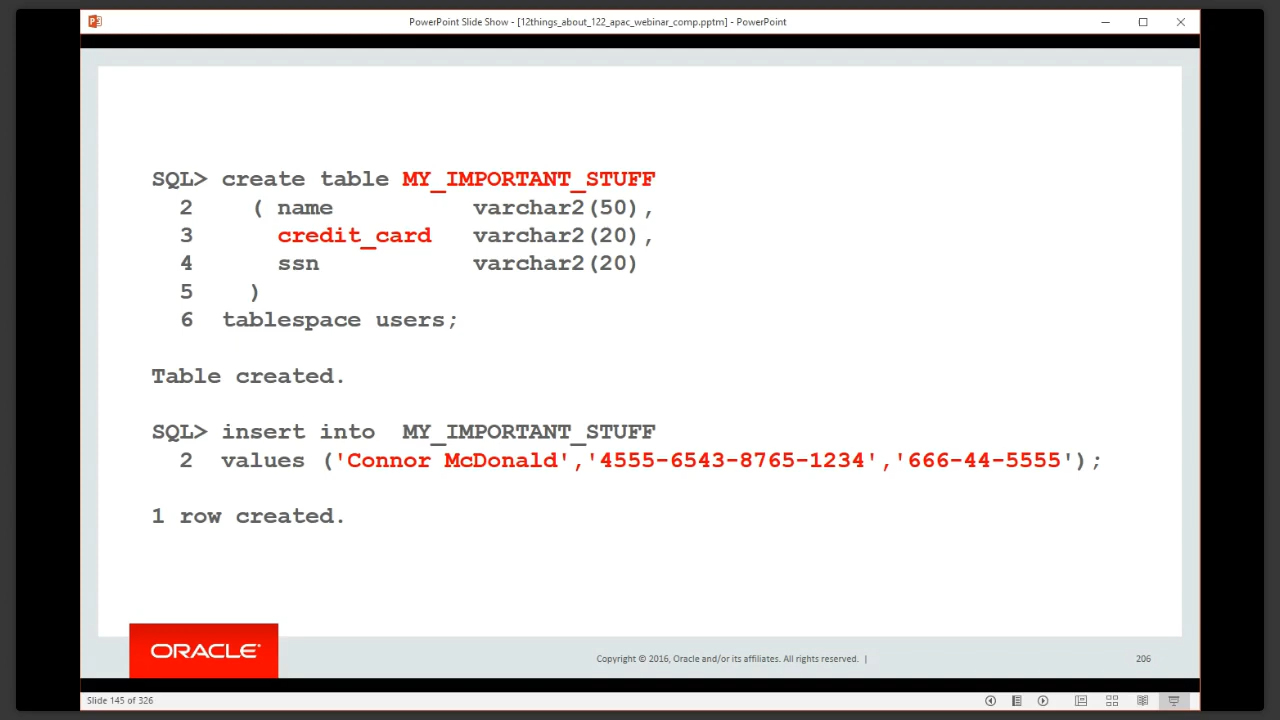 PowerPoint Slide Show - [12things_about_122_apac_webinar_comp.pptm] - PowerPoint
SQL> create table MY_IMPORTANT_STUFF
2 ( name varchar2(50),
3 credit_card varchar2(20),
4 ssn varchar2(20)
5 )
6 tablespace users;
Table created.
SQL> insert into MY_IMPORTANT_STUFF
2 values ('Connor McDonald','4555-6543-8765-1234','666-44-5555');
1 row created.
ORACLE
Copyright © 2016, Oracle and/or its affiliates. All rights reserved. |
206
Slide 145 of 326